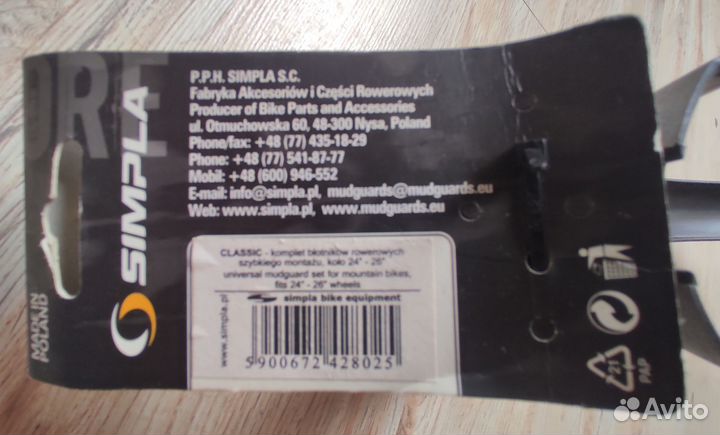 ORE
SIMPLA
MADE IN
POLAND
P.P.H. SIMPLA S.C.
Fabryka Akcesoriów i Części Rowerowych
Producer of Bike Parts and Accessories
ul. Otmuchowska 60, 48-300 Nysa, Poland
Phone/fax: +48 (77) 435-18-29
Phone: +48 (77) 541-87-77
Mobil: +48 (600) 946-552
E-mail: info@simpla.pl, mudguards@mudguards.eu
Web: www.simpla.pl, www.mudguards.eu
CLASSIC - komplet błotników rowerowych
szybkiego montażu, koło 24" - 26"
universal mudguard set for mountain bikes,
fits 24" - 26" wheels
simpla bike equipment
www.simpla.pl
5 900672 428025
21
PAP
Avito